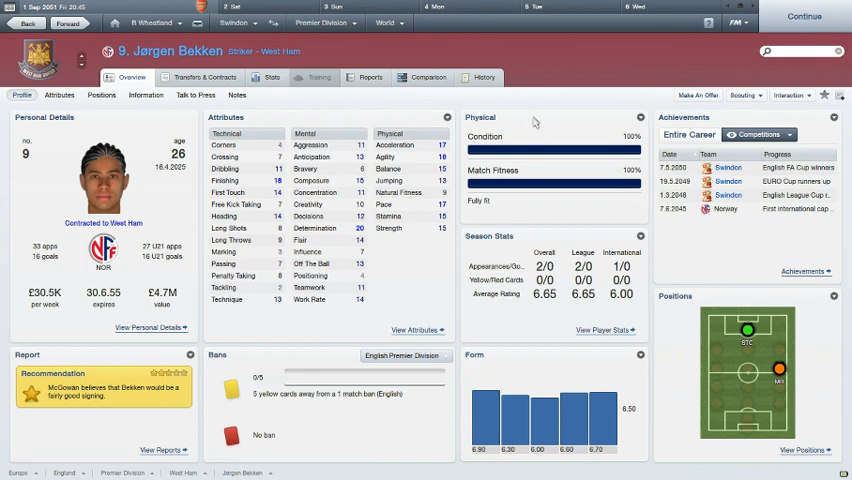 1 Sep 2051 Sat 20:45 2 Sat 3 Sun 4 Mon 5 Tue 6 Wed
Back Forward B Wheatland Swindon Premier Division World ? FM Continue
9. Jørgen Bekken Striker - West Ham
Overview Transfers & Contracts Stats Training Reports Comparison History
Profile Attributes Positions Information Talk to Press Notes Make An Offer Scouting Interaction
Personal Details
no.
9
age
26
16.4.2025
Contracted to West Ham
33 apps
16 goals
NOR
27 U21 apps
16 U21 goals
£30.5K
per week
30.6.55
expires
£4.7M
value
View Personal Details
Attributes
Technical Mental Physical
Corners 4 Aggression 11 Acceleration 17
Crossing 7 Anticipation 13 Agility 18
Dribbling 11 Bravery 6 Balance 15
Finishing 18 Composure 15 Jumping 13
First Touch 14 Concentration 11 Natural Fitness 9
Free Kick Taking 7 Creativity 10 Pace 17
Heading 14 Decisions 12 Stamina 15
Long Shots 8 Determination 20 Strength 15
Long Throws 9 Flair 14
Marking 3 Influence 7
Passing 7 Off The Ball 13
Penalty Taking 8 Positioning 4
Tackling 2 Teamwork 11
Technique 13 Work Rate 14
View Attributes
Physical
Condition 100%
Match Fitness 100%
Fully fit
Season Stats
Overall League International
Appearances/Go... 2/0 2/0 1/0
Yellow/Red Cards 0/0 0/0 0/0
Average Rating 6.65 6.65 6.00
View Player Stats
Achievements
Entire Career Competitions
Date Team Progress
7.5.2050 Swindon English FA Cup winners
19.5.2049 Swindon EURO Cup runners up
1.3.2048 Swindon English League Cup r...
7.6.2045 Norway First international cap ...
Achievements
Positions
STC
MR
View Positions
Report
Recommendation
McGowan believes that Bekken would be a
fairly good signing.
View Reports
Bans
English Premier Division
0/5
5 yellow cards away from a 1 match ban (English)
No ban
Form
6.50
6.90 6.30 6.00 6.60 6.70
Europe England Premier Division West Ham Jørgen Bekken